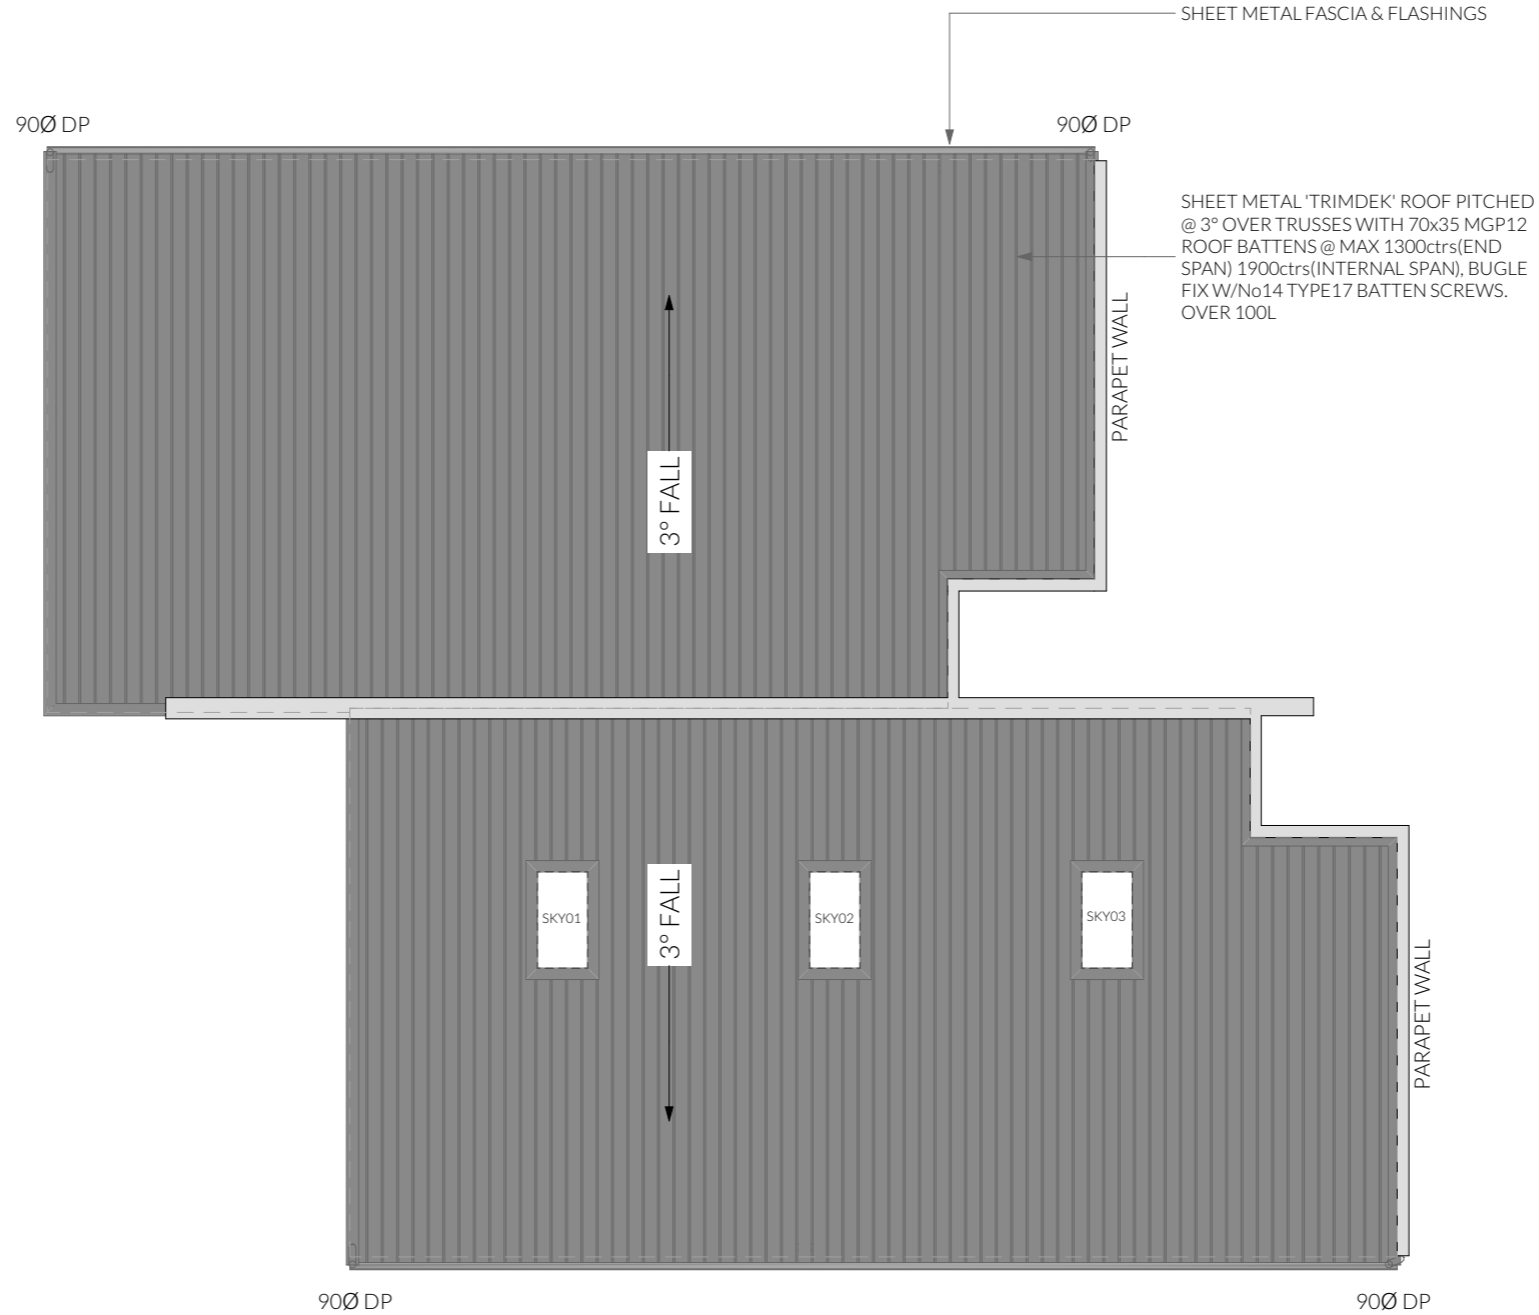 SHEET METAL FASCIA & FLASHINGS
90Ø DP
90Ø DP
SHEET METAL 'TRIMDEK' ROOF PITCHED
@ 3° OVER TRUSSES WITH 70x35 MGP12
ROOF BATTENS @ MAX 1300ctrs(END
SPAN) 1900ctrs(INTERNAL SPAN), BUGLE
FIX W/No14 TYPE17 BATTEN SCREWS.
OVER 100L
PARAPET WALL
3° FALL
3° FALL
SKY01
SKY02
SKY03
PARAPET WALL
90Ø DP
90Ø DP